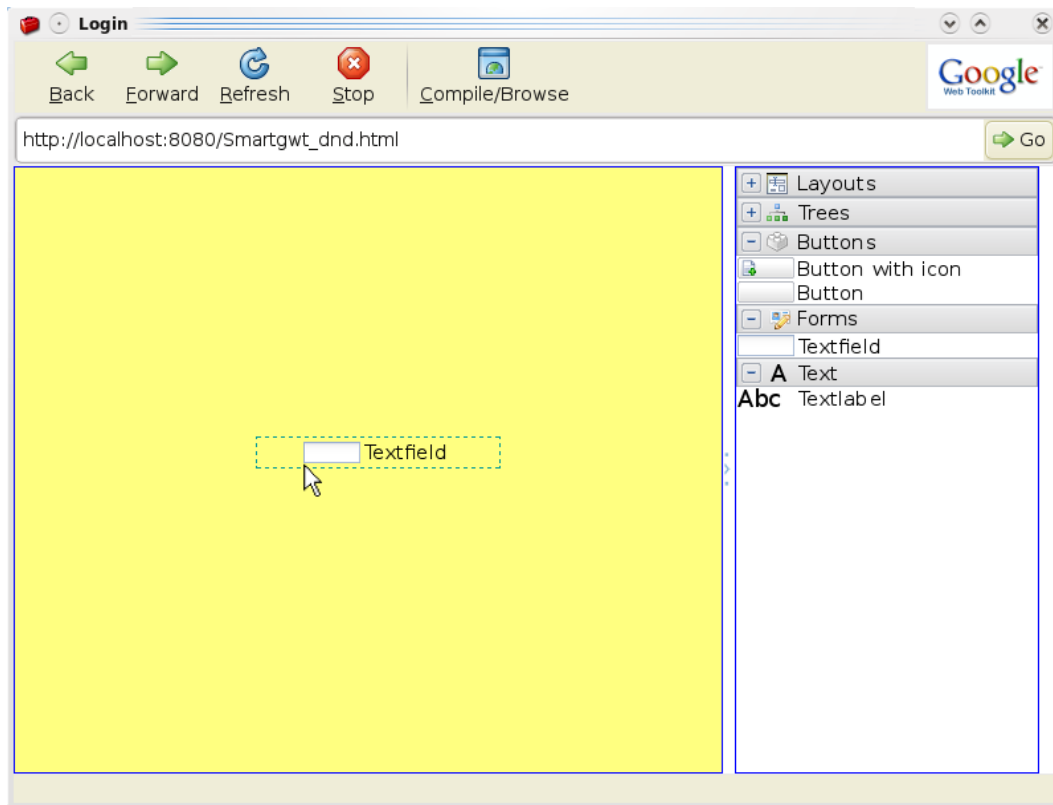 Login
Back Forward Refresh Stop Compile/Browse
Google
Web Toolkit
http://localhost:8080/Smartgwt_dnd.html
Go
Layouts
Trees
Buttons
Button with icon
Button
Forms
Textfield
A Text
Abc Textlabel
Textfield